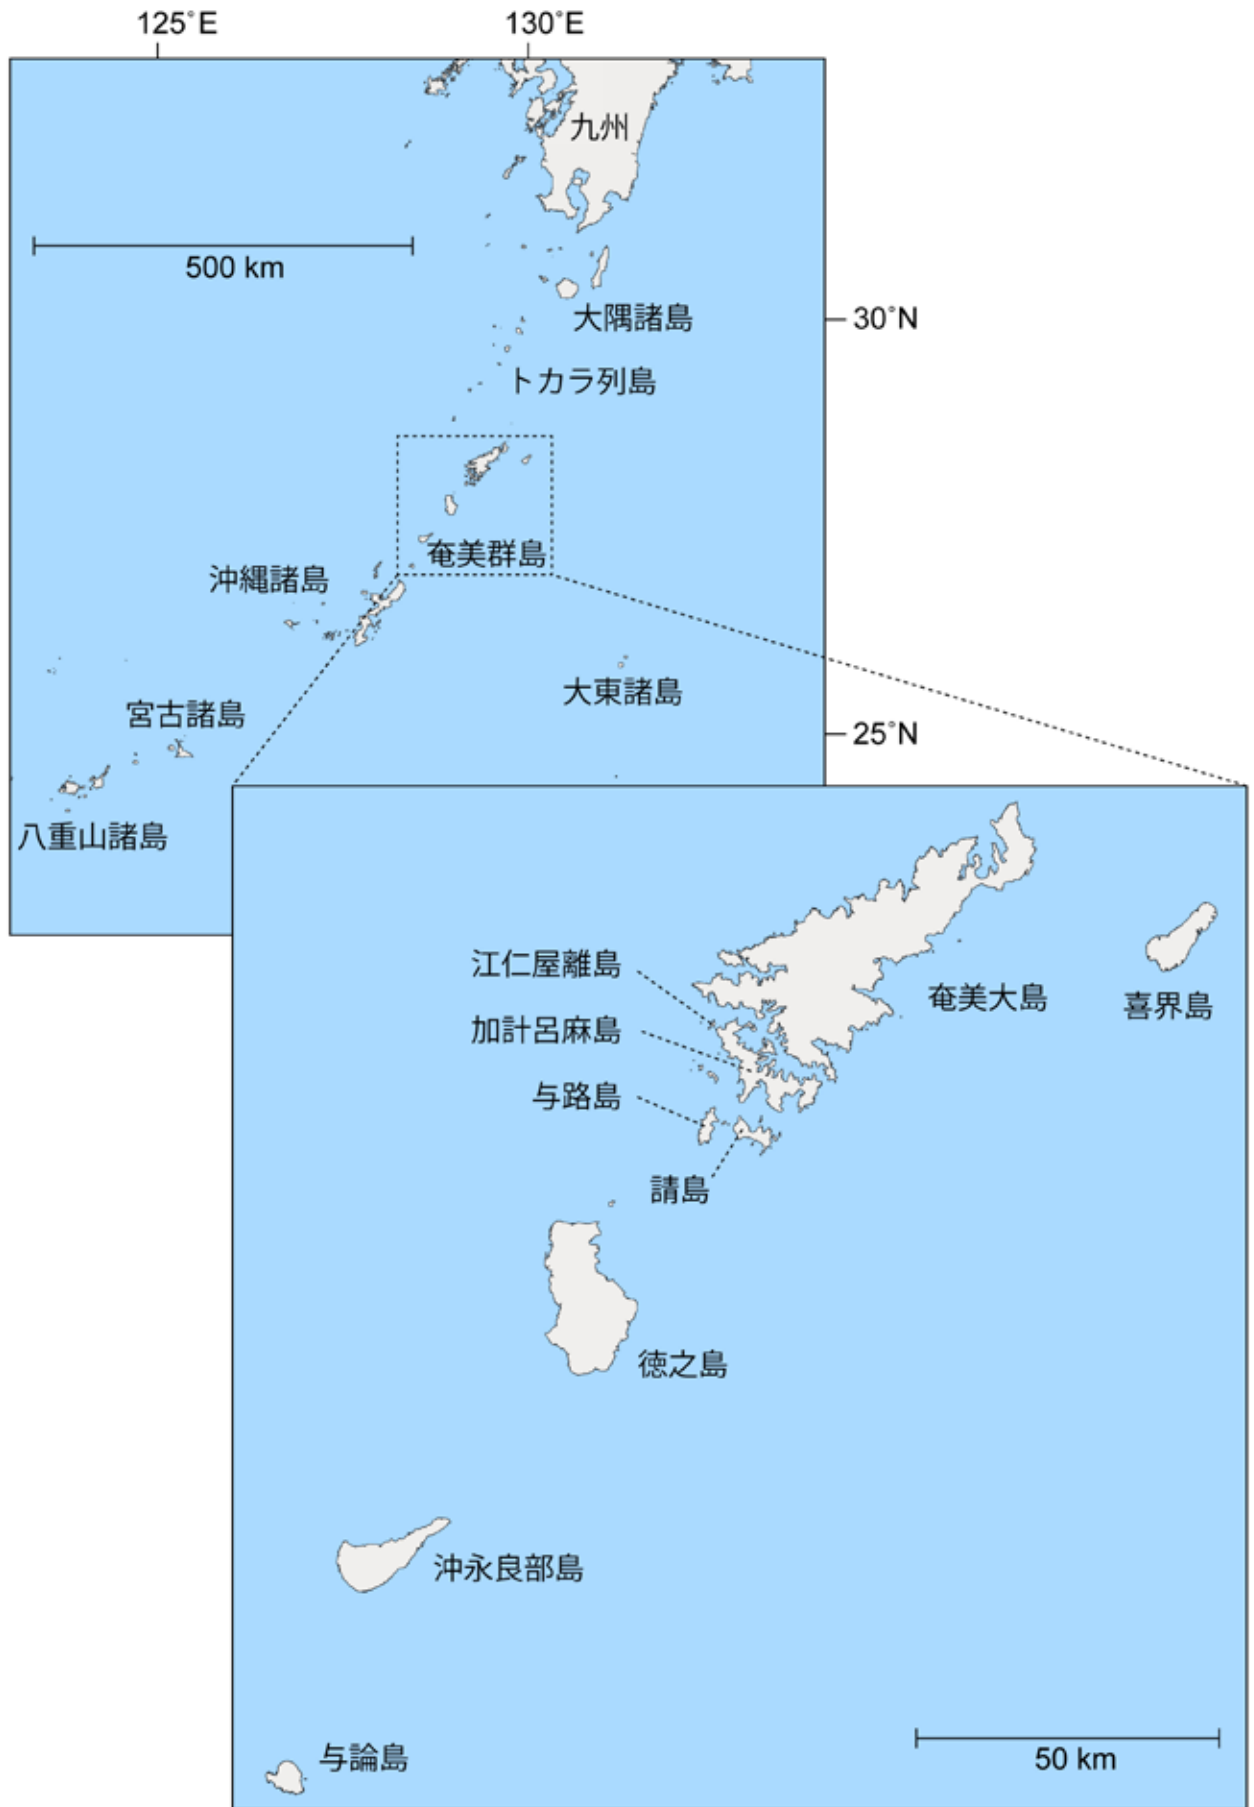 125˚E
130˚E
九州
500 km
大隅諸島
30˚N
トカラ列島
奄美群島
沖縄諸島
大東諸島
宮古諸島
25˚N
八重山諸島
江仁屋離島
奄美大島
喜界島
加計呂麻島
与路島
請島
徳之島
沖永良部島
与論島
50 km